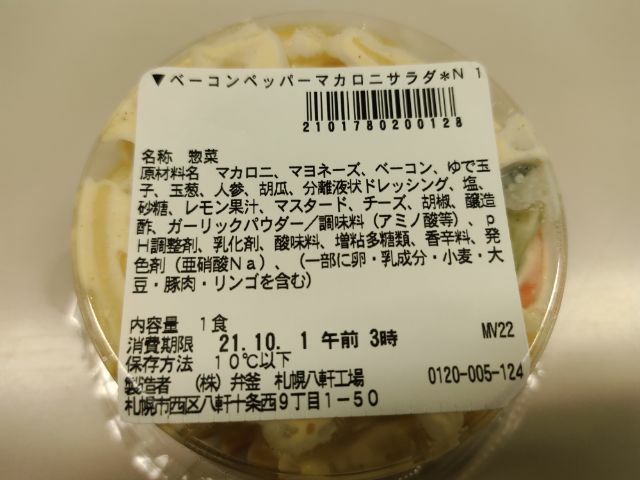 ▼ベーコンペッパーマカロニサラダ*N 1
2101780200128
名称 惣菜
原材料名 マカロニ、マヨネーズ、ベーコン、ゆで玉
子、玉葱、人参、胡瓜、分離液状ドレッシング、塩、
砂糖、レモン果汁、マスタード、チーズ、胡椒、醸造
酢、ガーリックパウダー／調味料（アミノ酸等）、p
H調整剤、乳化剤、酸味料、増粘多糖類、香辛料、発
色剤（亜硝酸Na）、（一部に卵・乳成分・小麦・大
豆・豚肉・リンゴを含む）
内容量 1食
消費期限 21.10. 1 午前 3時 MV22
保存方法 10℃以下
製造者 （株）弁釜 札幌八軒工場 0120-005-124
札幌市西区八軒十条西9丁目1-50